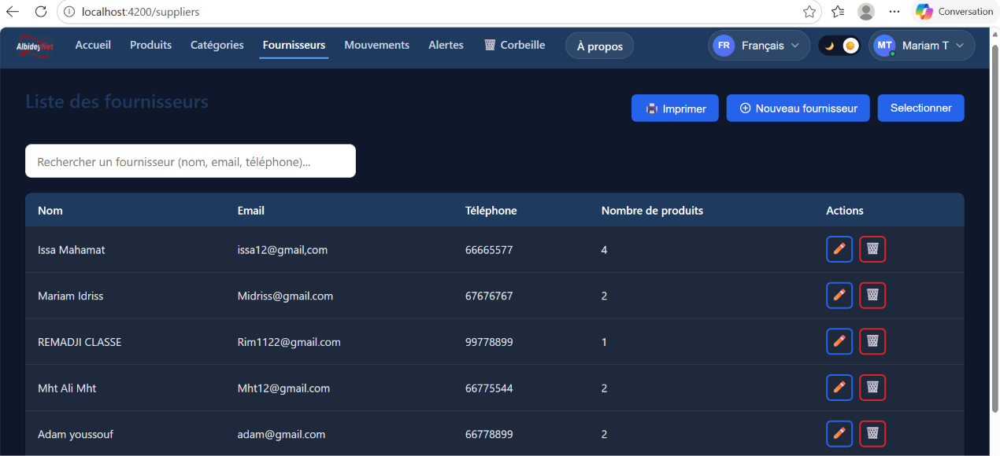 localhost:4200/suppliers
Conversation
AlbideyNet Accueil Produits Catégories Fournisseurs Mouvements Alertes Corbeille À propos FR Français MT Mariam T
Liste des fournisseurs
Imprimer Nouveau fournisseur Selectionner
Rechercher un fournisseur (nom, email, téléphone)...
Nom Email Téléphone Nombre de produits Actions
Issa Mahamat issa12@gmail,com 66665577 4
Mariam Idriss Midriss@gmail.com 67676767 2
REMADJI CLASSE Rim1122@gmail.com 99778899 1
Mht Ali Mht Mht12@gmail.com 66775544 2
Adam youssouf adam@gmail.com 66778899 2